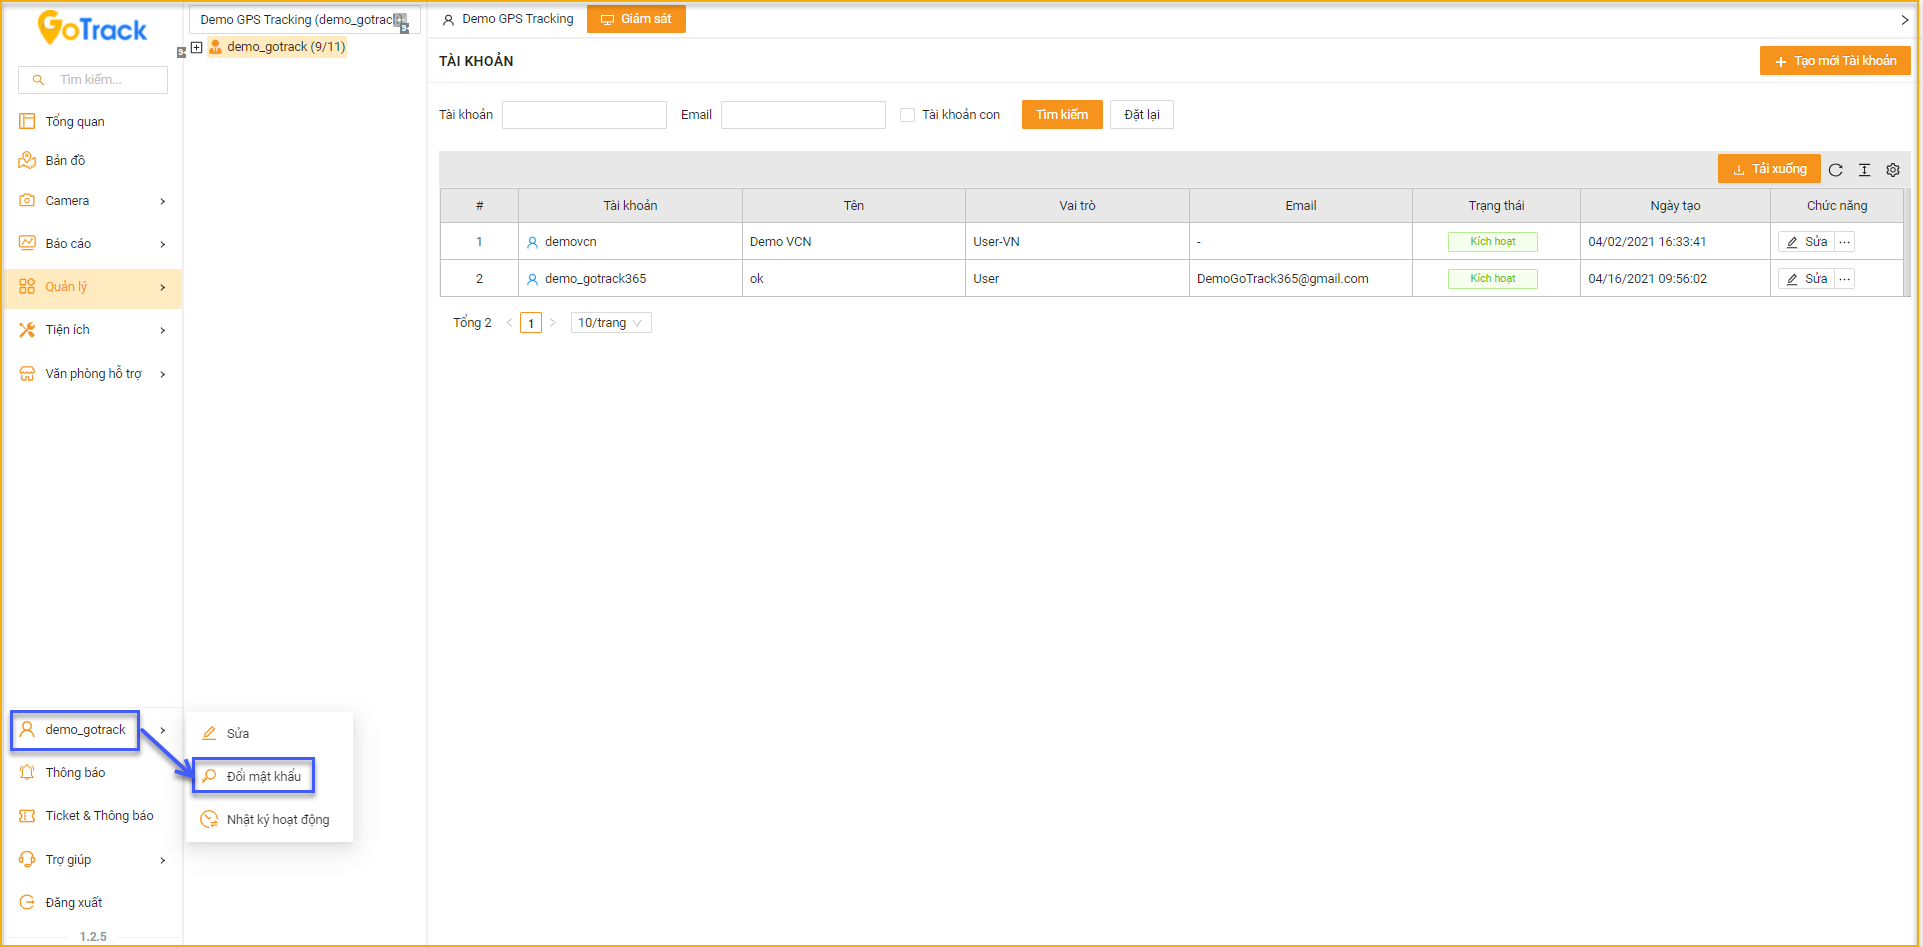 GoTrack
Tìm kiếm...
Tổng quan
Bản đồ
Camera
Báo cáo
Quản lý
Tiện ích
Văn phòng hỗ trợ
demo_gotrack
Thông báo
Ticket & Thông báo
Trợ giúp
Đăng xuất
1.2.5
Sửa
Đổi mật khẩu
Nhật ký hoạt động
Demo GPS Tracking (demo_gotrac
demo_gotrack (9/11)
Demo GPS Tracking
Giám sát
TÀI KHOẢN
+ Tạo mới Tài khoản
Tài khoản
Email
Tài khoản con
Tìm kiếm
Đặt lại
Tải xuống
# Tài khoản Tên Vai trò Email Trạng thái Ngày tạo Chức năng
1 demovcn Demo VCN User-VN - Kích hoạt 04/02/2021 16:33:41 Sửa ...
2 demo_gotrack365 ok User DemoGoTrack365@gmail.com Kích hoạt 04/16/2021 09:56:02 Sửa ...
Tổng 2 < 1 > 10/trang